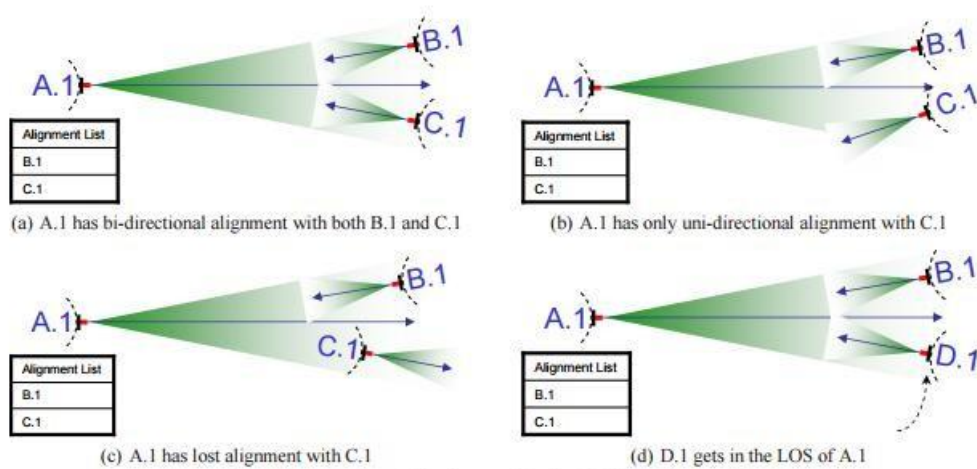 A.1
B.1
C.1
Alignment List
B.1
C.1
(a) A.1 has bi-directional alignment with both B.1 and C.1
A.1
B.1
C.1
Alignment List
B.1
C.1
(b) A.1 has only uni-directional alignment with C.1
A.1
B.1
C.1
Alignment List
B.1
C.1
(c) A.1 has lost alignment with C.1
A.1
B.1
D.1
Alignment List
B.1
C.1
(d) D.1 gets in the LOS of A.1